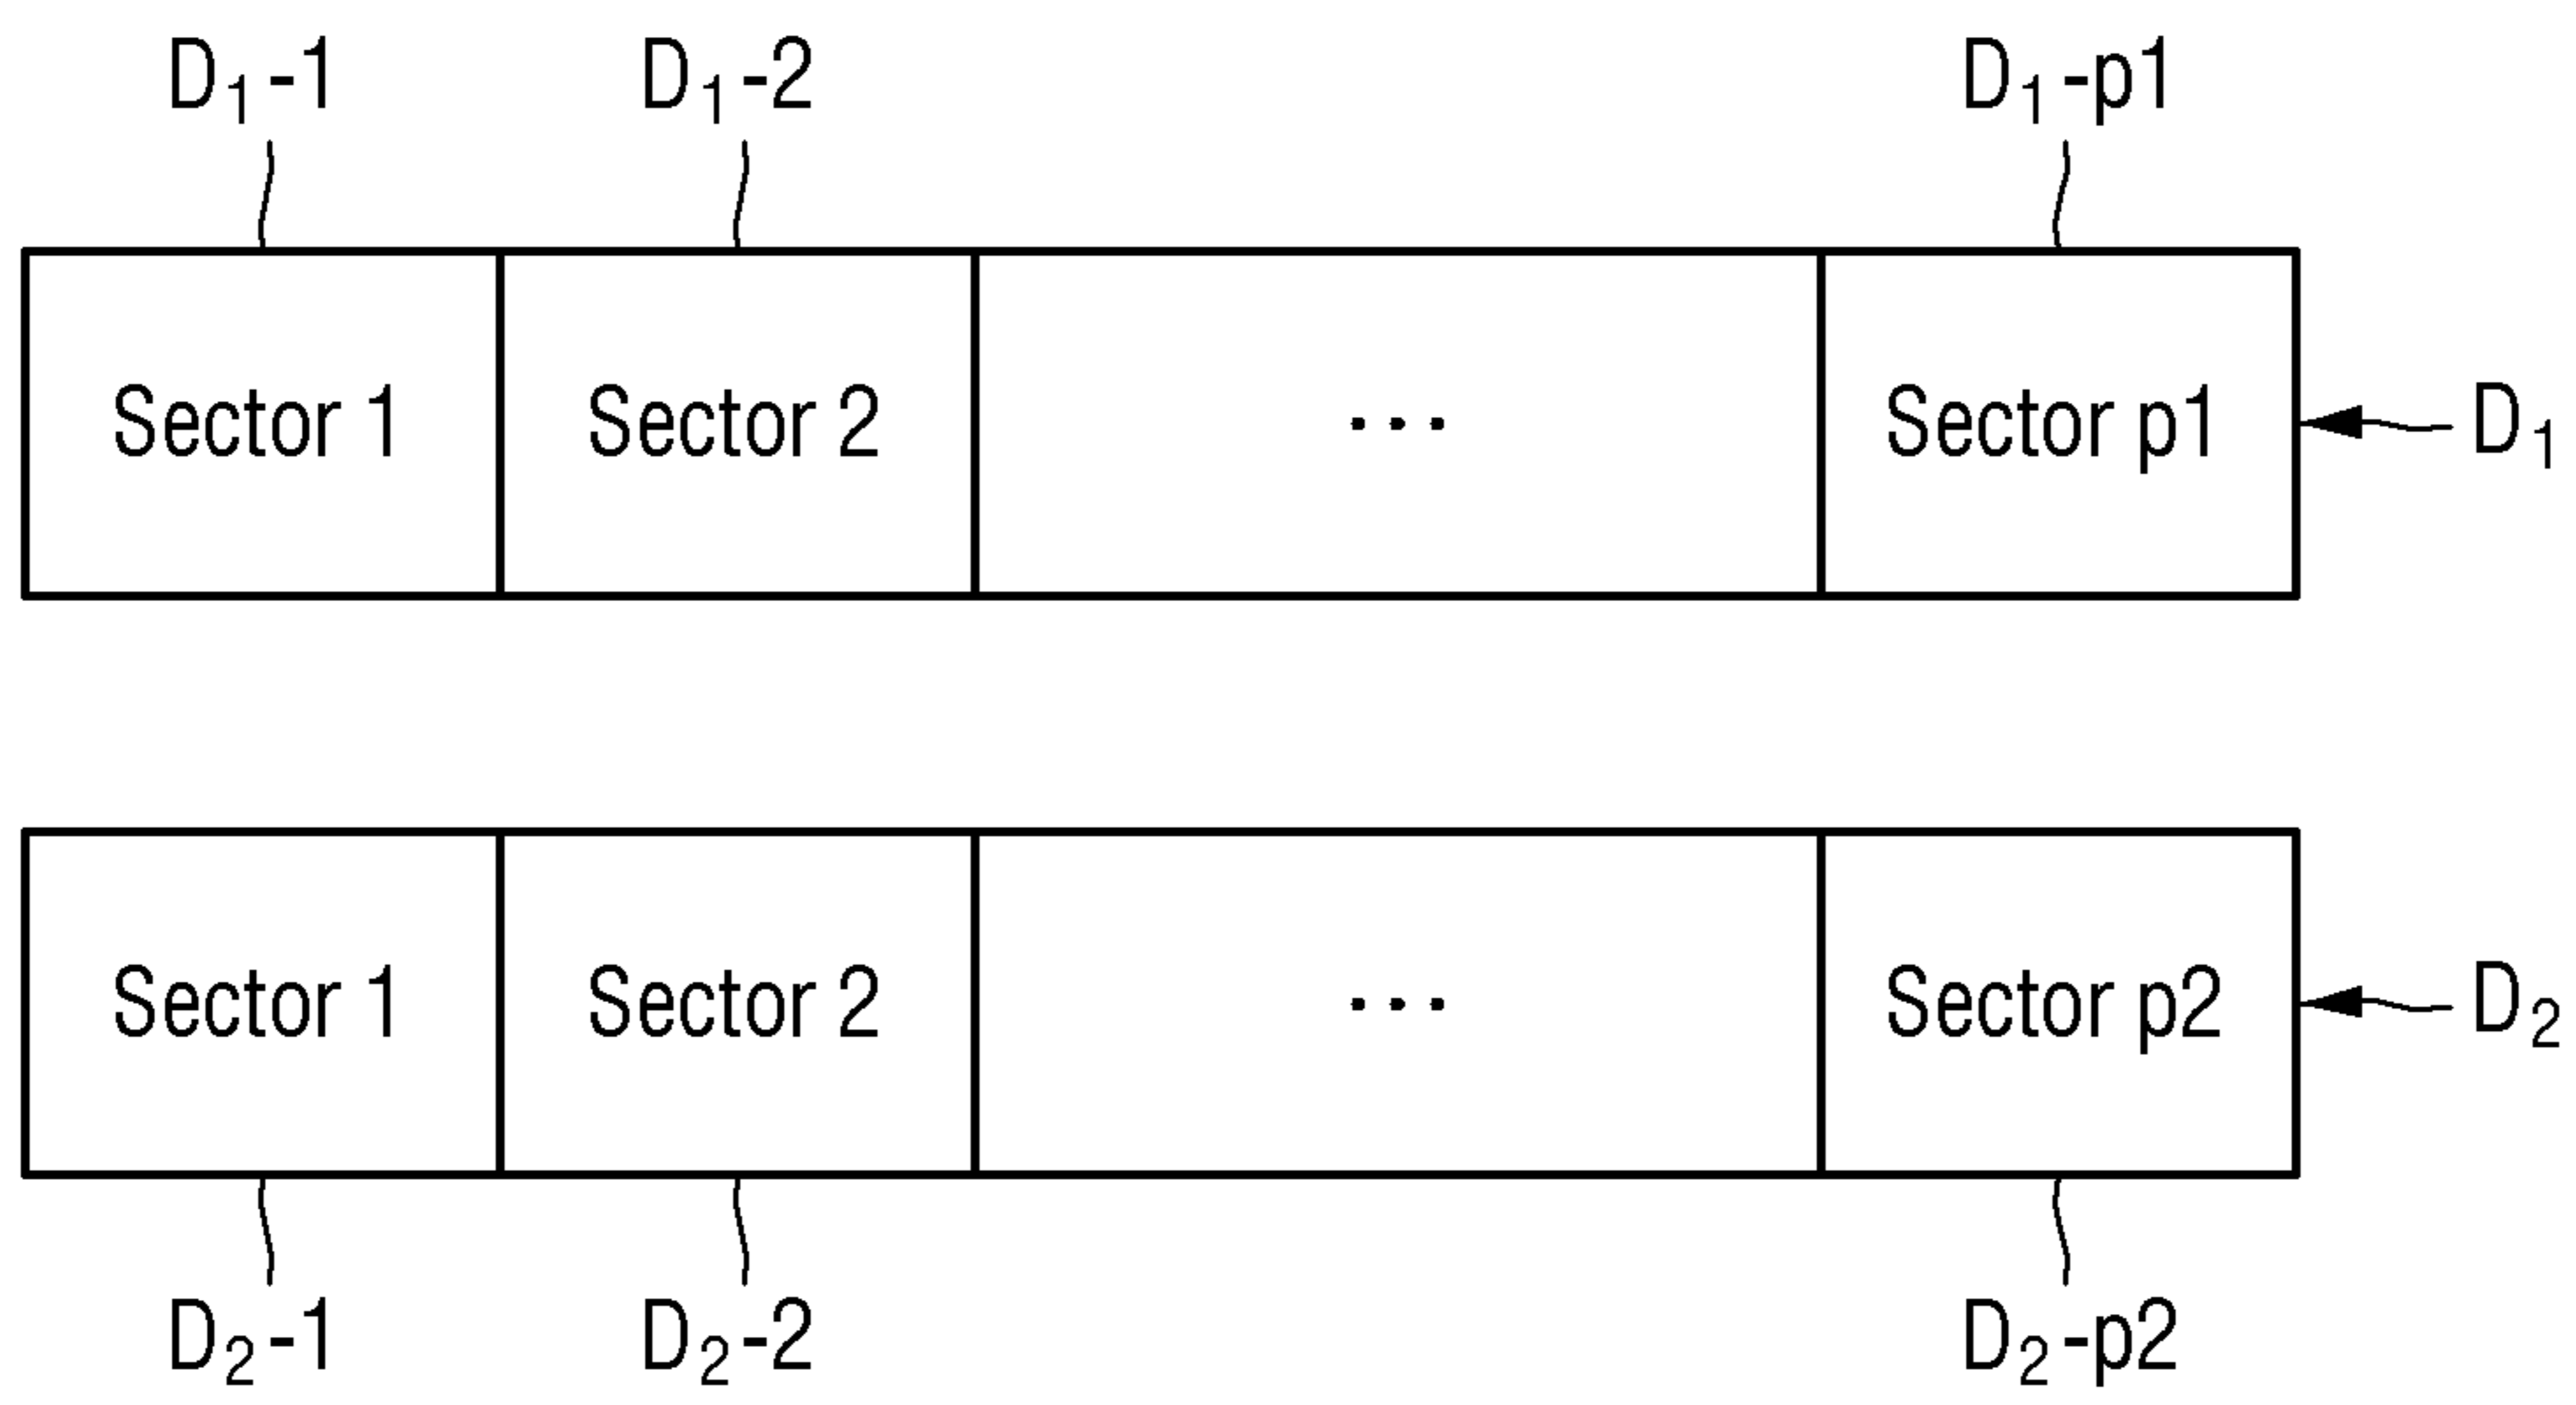 D₁-1 D₁-2 D₁-p1
Sector 1 Sector 2 ... Sector p1 D₁
Sector 1 Sector 2 ... Sector p2 D₂
D₂-1 D₂-2 D₂-p2